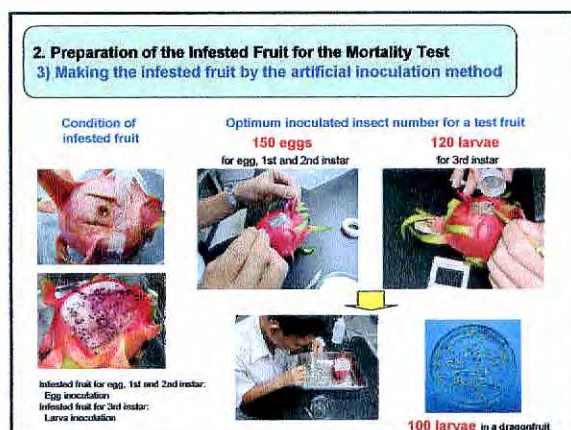 2. Preparation of the Infested Fruit for the Mortality Test
3) Making the infested fruit by the artificial inoculation method
Condition of
infested fruit
Optimum inoculated insect number for a test fruit
150 eggs
for egg, 1st and 2nd instar
120 larvae
for 3rd instar
Infested fruit for egg, 1st and 2nd instar:
Egg inoculation
Infested fruit for 3rd instar:
Larva inoculation
100 larvae in a dragonfruit